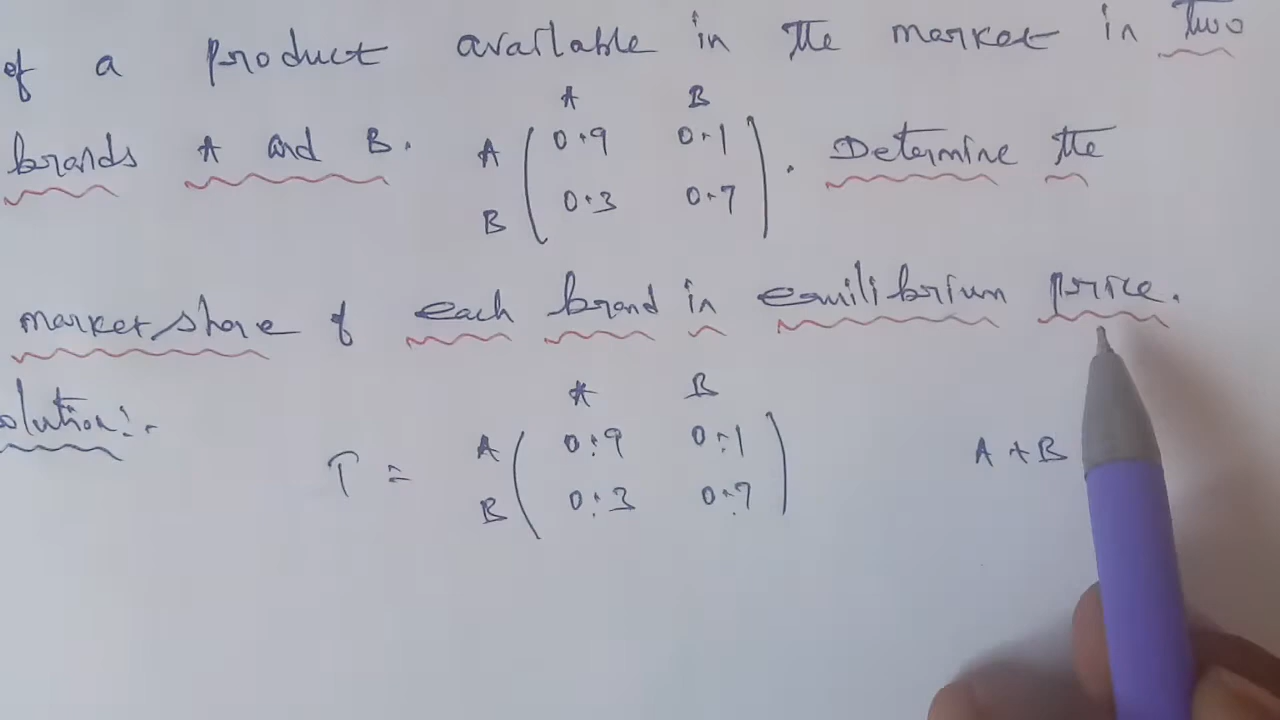 of a product available in the market in two
A B
brands A and B. A ( 0.9 0.1 ) . Determine the
B ( 0.3 0.7 )
market share of each brand in equilibrium price.
olution:-
A B
T = A ( 0.9 0.1 ) A + B
B ( 0.3 0.7 )